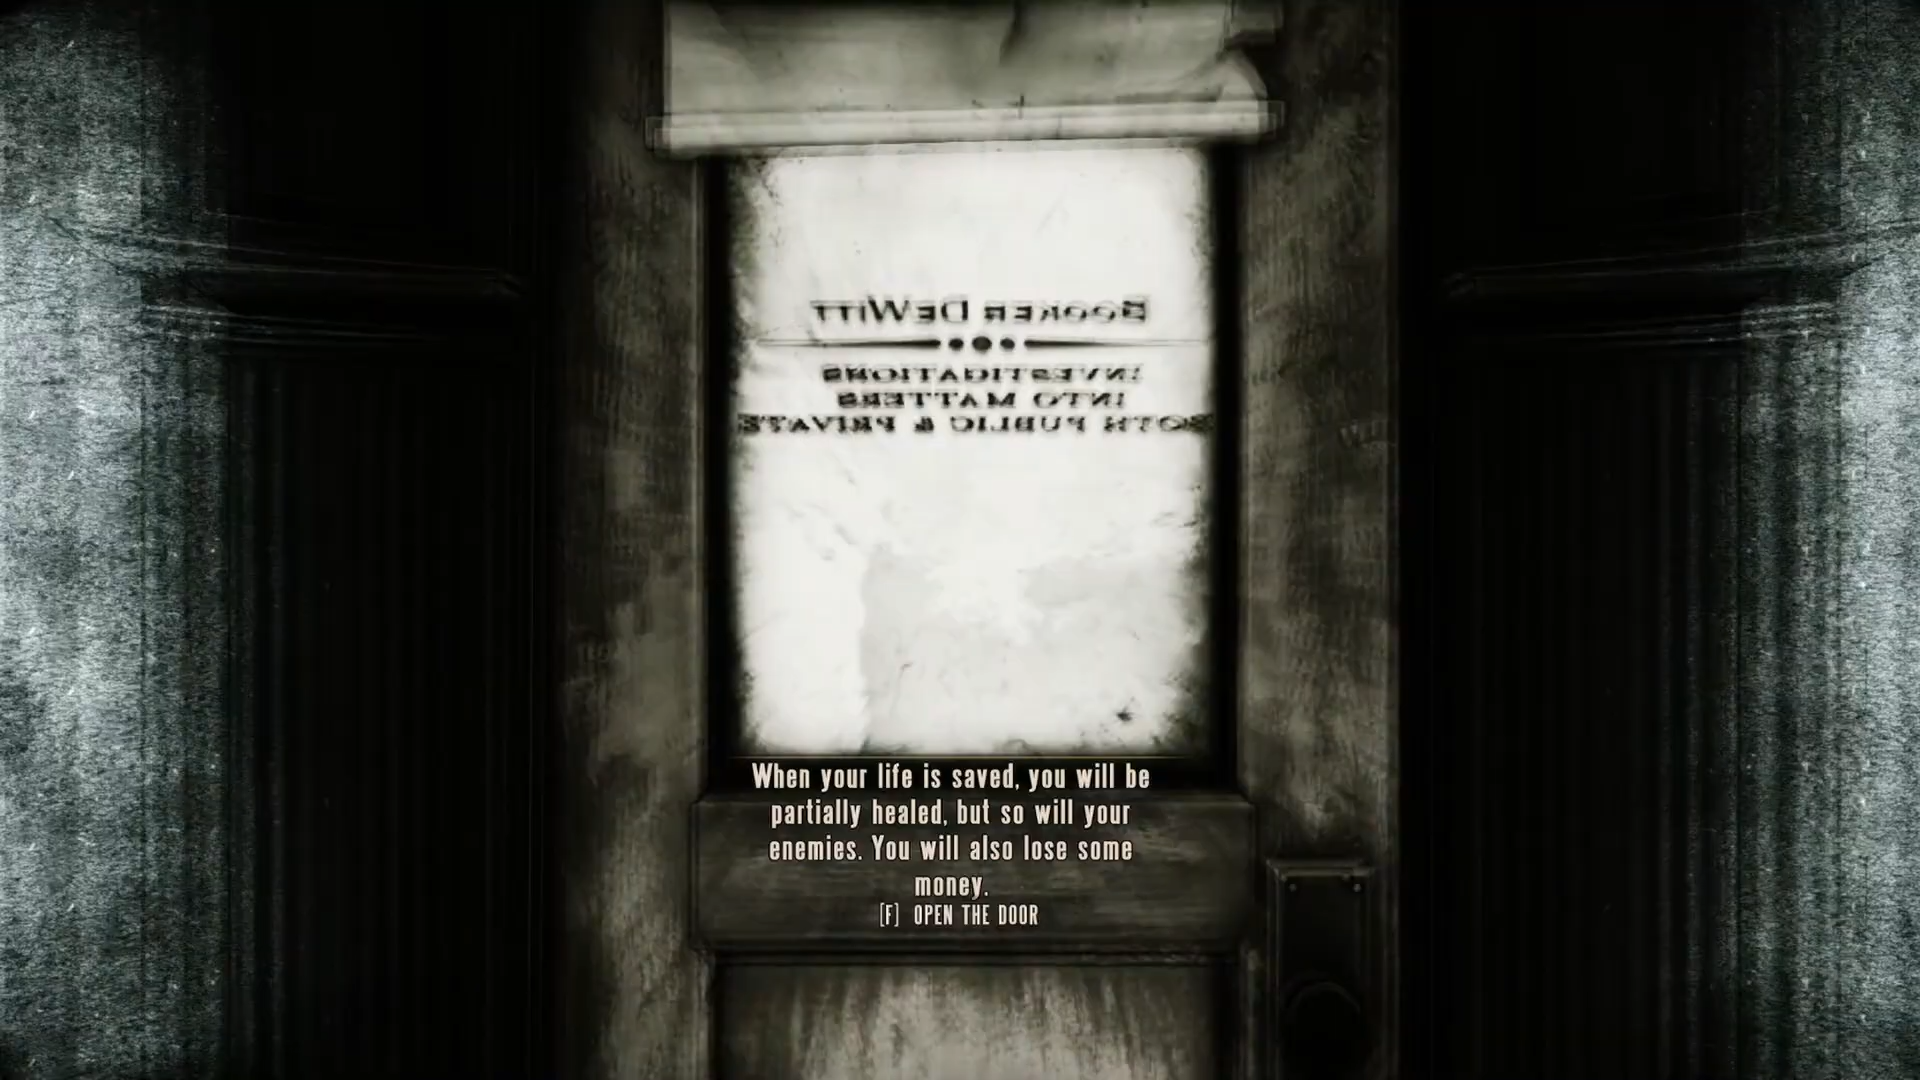 BOOKER DEWITT
INVESTIGATIONS
INTO MATTERS
BOTH PUBLIC & PRIVATE
When your life is saved, you will be
partially healed, but so will your
enemies. You will also lose some
money.
[F] OPEN THE DOOR